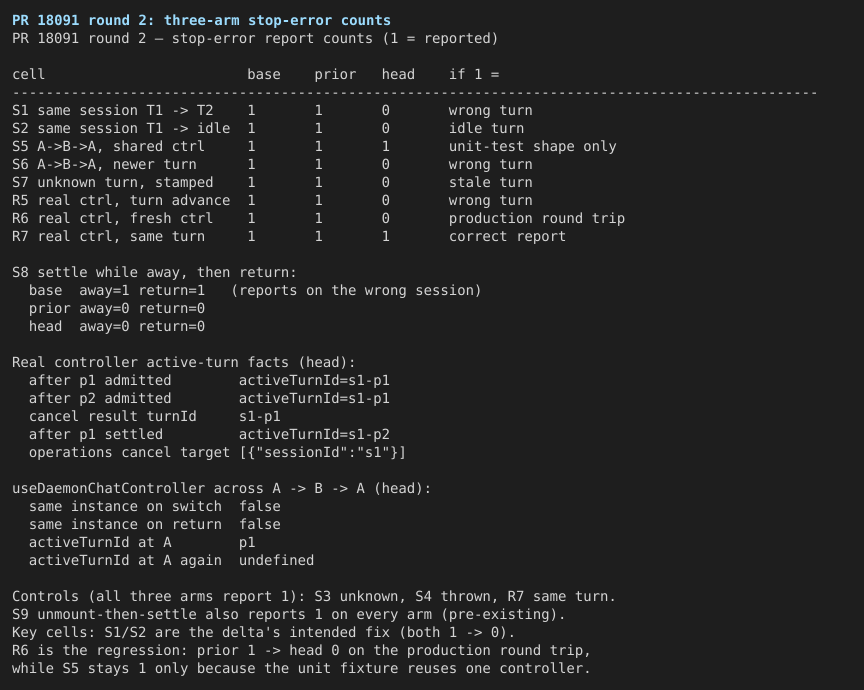 PR 18091 round 2: three-arm stop-error counts
PR 18091 round 2 — stop-error report counts (1 = reported)
cell base prior head if 1 =
--------------------------------------------------------------------------------
S1 same session T1 -> T2 1 1 0 wrong turn
S2 same session T1 -> idle 1 1 0 idle turn
S5 A->B->A, shared ctrl 1 1 1 unit-test shape only
S6 A->B->A, newer turn 1 1 0 wrong turn
S7 unknown turn, stamped 1 1 0 stale turn
R5 real ctrl, turn advance 1 1 0 wrong turn
R6 real ctrl, fresh ctrl 1 1 0 production round trip
R7 real ctrl, same turn 1 1 1 correct report
S8 settle while away, then return:
base away=1 return=1 (reports on the wrong session)
prior away=0 return=0
head away=0 return=0
Real controller active-turn facts (head):
after p1 admitted activeTurnId=s1-p1
after p2 admitted activeTurnId=s1-p1
cancel result turnId s1-p1
after p1 settled activeTurnId=s1-p2
operations cancel target [{"sessionId":"s1"}]
useDaemonChatController across A -> B -> A (head):
same instance on switch false
same instance on return false
activeTurnId at A p1
activeTurnId at A again undefined
Controls (all three arms report 1): S3 unknown, S4 thrown, R7 same turn.
S9 unmount-then-settle also reports 1 on every arm (pre-existing).
Key cells: S1/S2 are the delta's intended fix (both 1 -> 0).
R6 is the regression: prior 1 -> head 0 on the production round trip,
while S5 stays 1 only because the unit fixture reuses one controller.